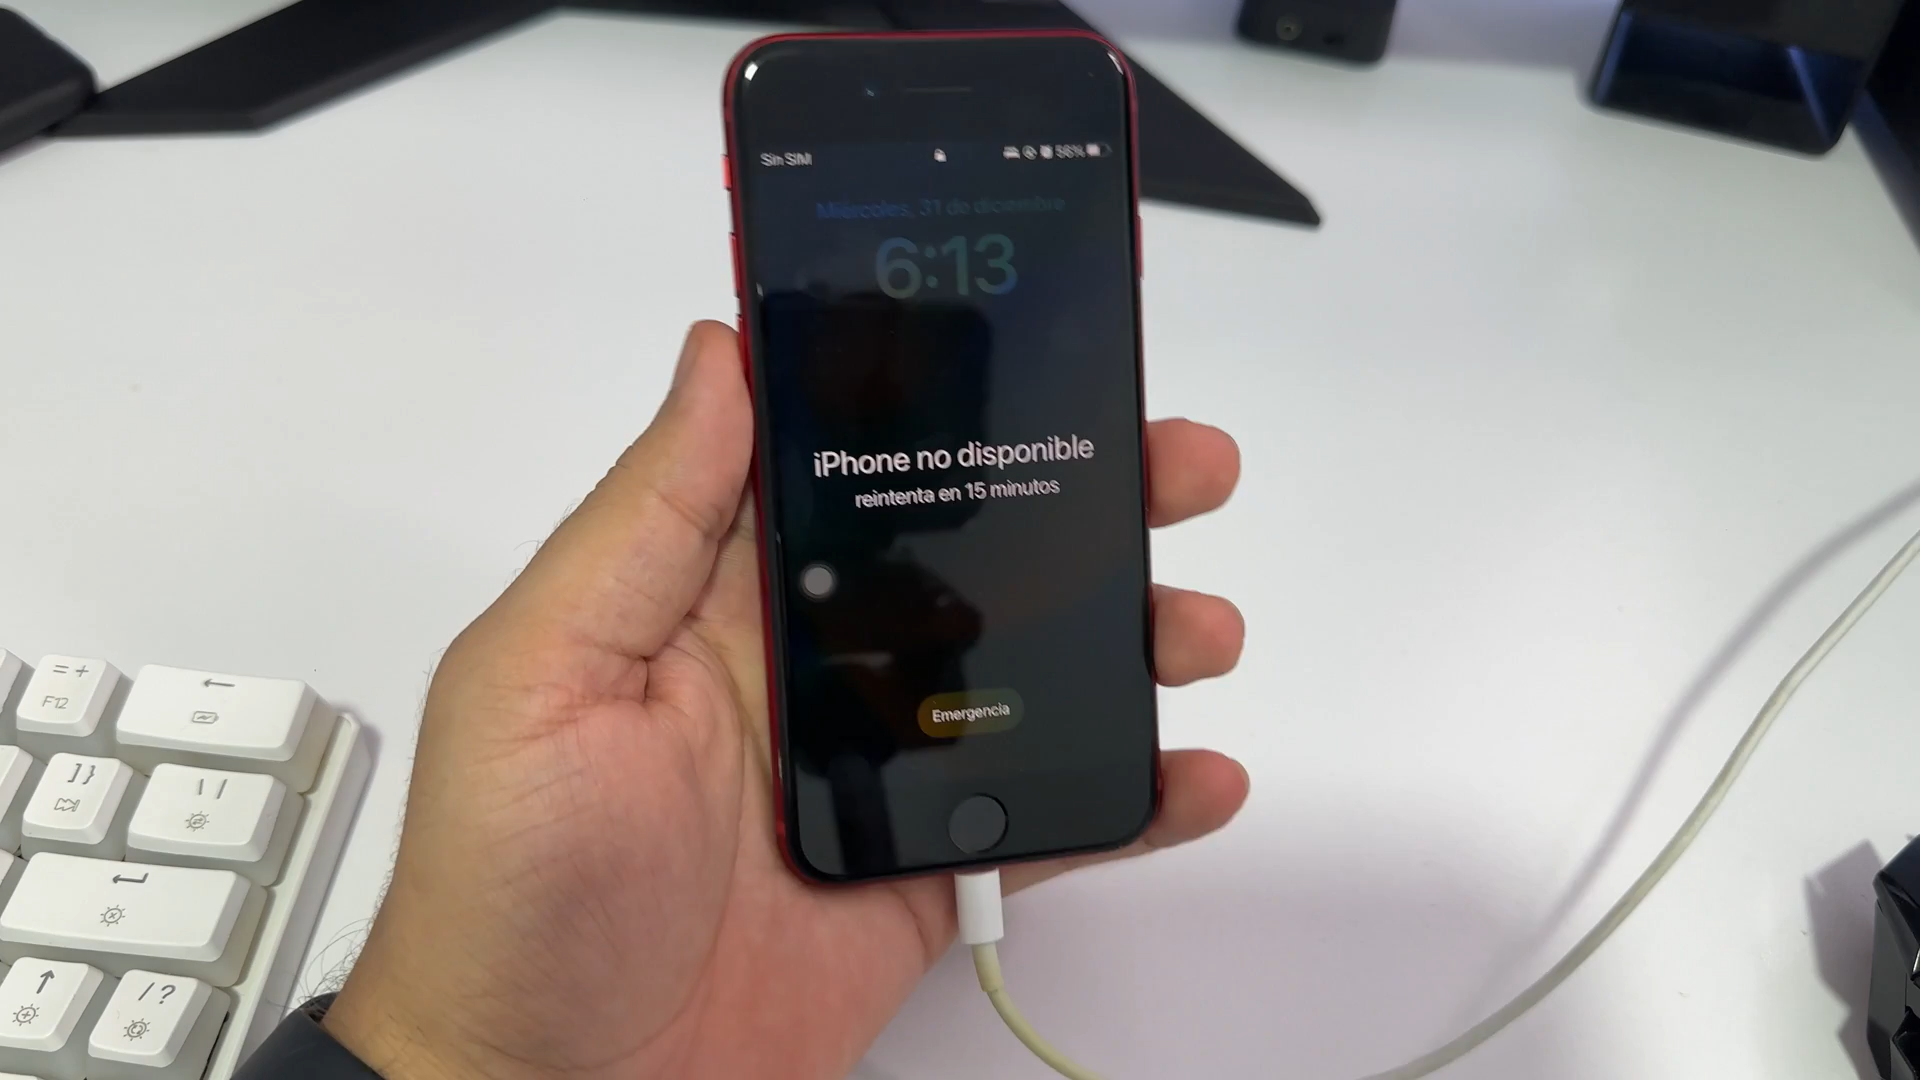 Sin SIM
56%
Miércoles, 31 de diciembre
6:13
iPhone no disponible
reintenta en 15 minutos
Emergencia
= +
F12
] }
\ |
/ ?